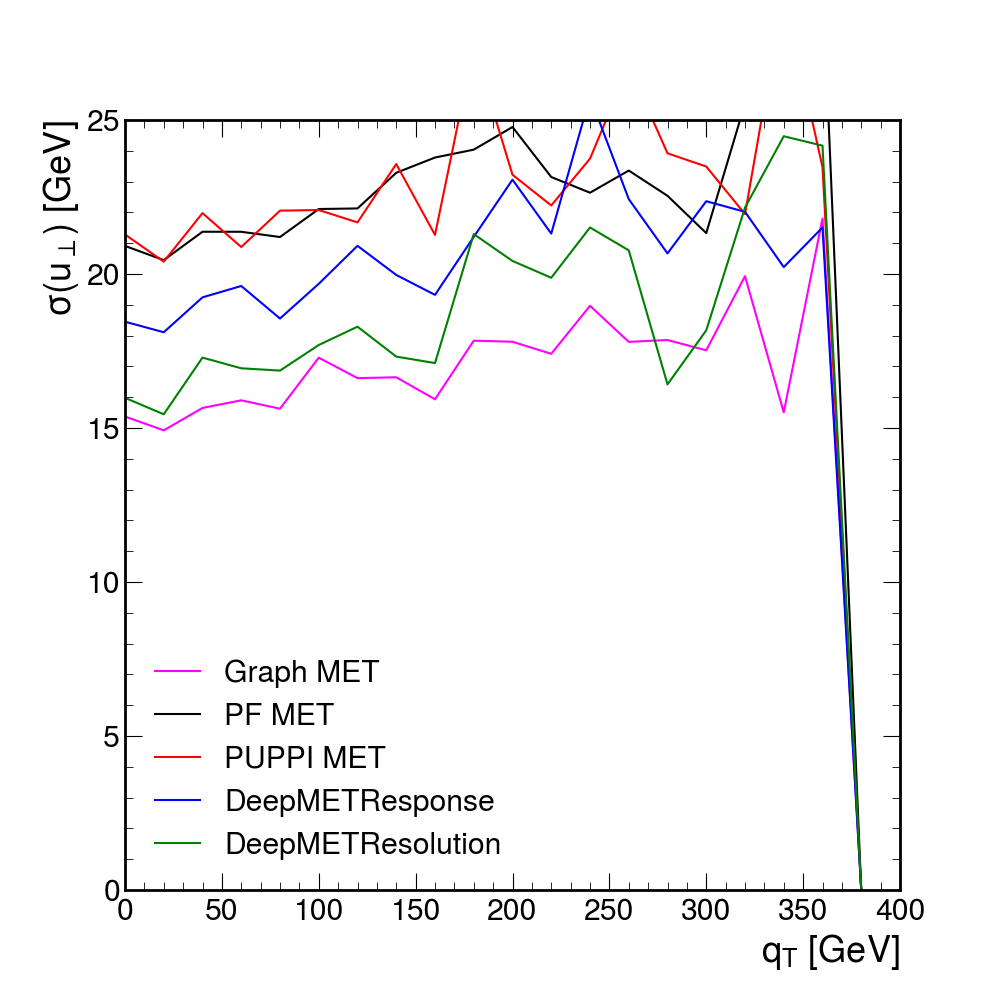 σ(u⊥) [GeV]
25
20
15
10
5
0
Graph MET
PF MET
PUPPI MET
DeepMETResponse
DeepMETResolution
0 50 100 150 200 250 300 350 400
qT [GeV]